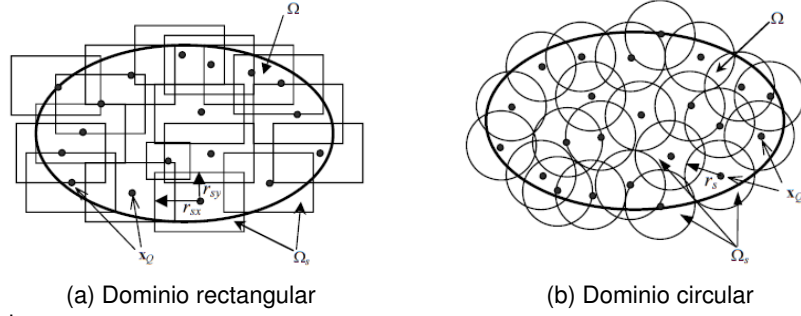 Ω
r_sy
r_sx
x_Q
Ω_s
(a) Dominio rectangular
Ω
r_s
x_Q
Ω_s
(b) Dominio circular